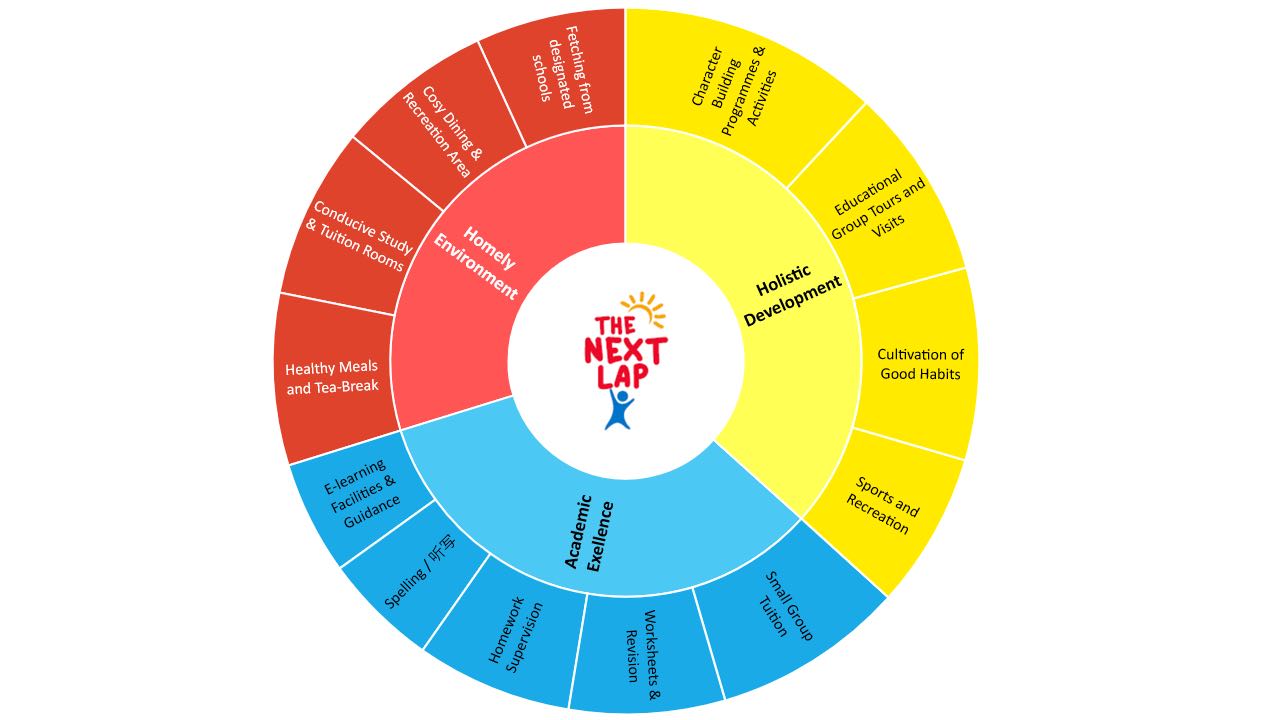 THE
NEXT
LAP
Holistic
Development
Character
Building
Programmes &
Activities
Educational
Group Tours and
Visits
Cultivation of
Good Habits
Sports and
Recreation
Academic
Exellence
Small Group
Tuition
Worksheets &
Revision
Homework
Supervision
Spelling / 听写
E-learning
Facilities &
Guidance
Homely
Environment
Healthy Meals
and Tea-Break
Conducive Study
& Tuition Rooms
Cosy Dining &
Recreation Area
Fetching from
designated
schools